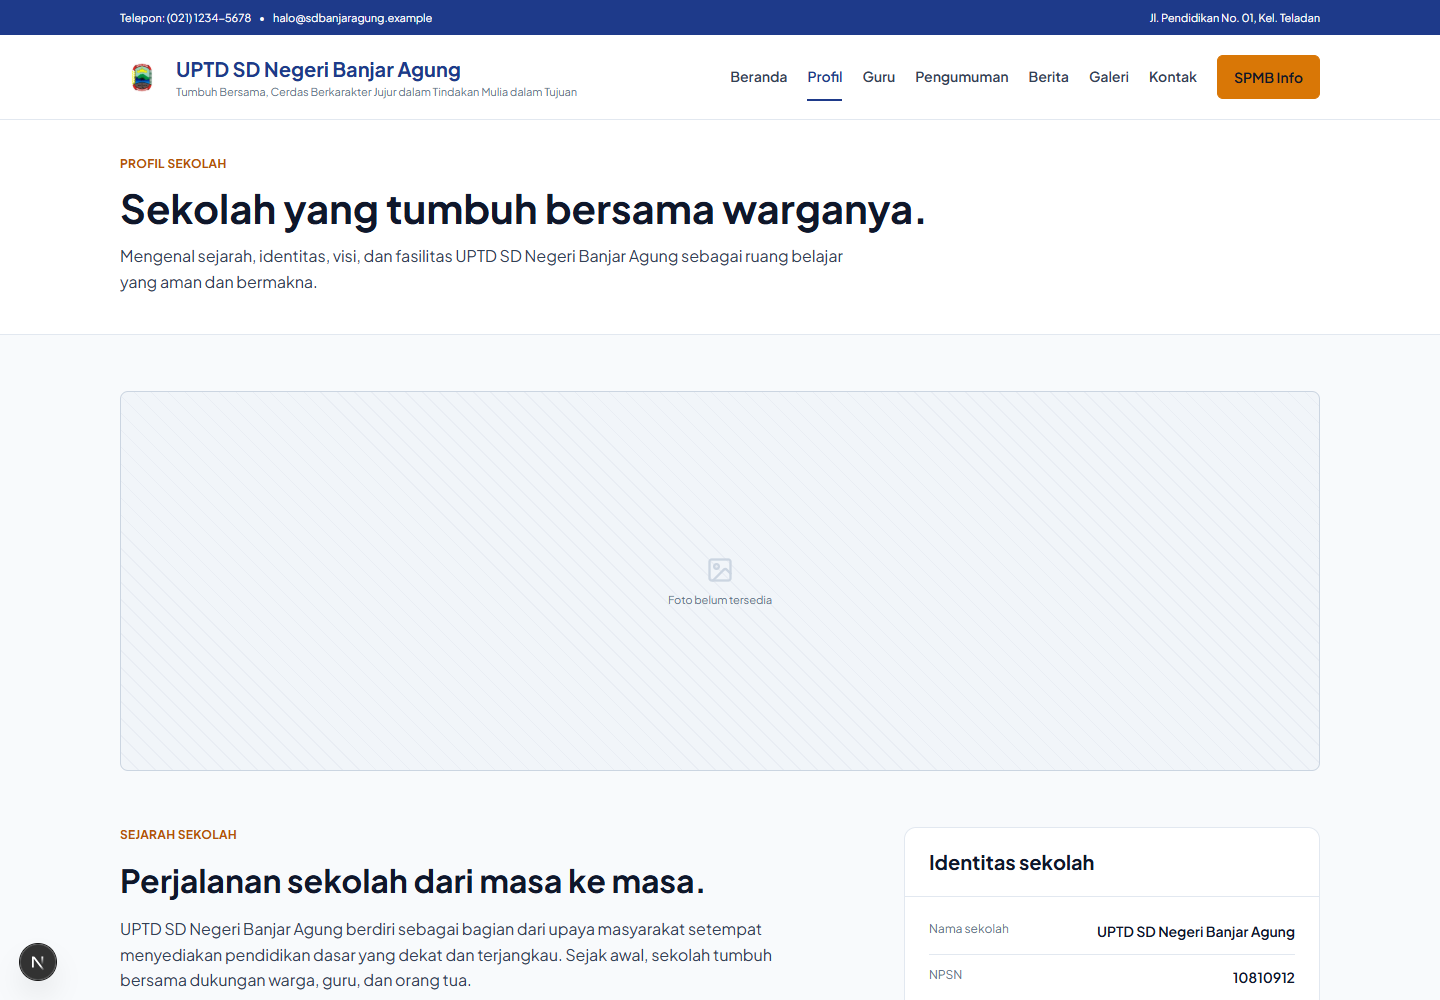 Telepon: (021) 1234-5678 • halo@sdbanjaragung.example
Jl. Pendidikan No. 01, Kel. Teladan
UPTD SD Negeri Banjar Agung
Tumbuh Bersama, Cerdas Berkarakter Jujur dalam Tindakan Mulia dalam Tujuan
Beranda Profil Guru Pengumuman Berita Galeri Kontak SPMB Info
PROFIL SEKOLAH
Sekolah yang tumbuh bersama warganya.
Mengenal sejarah, identitas, visi, dan fasilitas UPTD SD Negeri Banjar Agung sebagai ruang belajar
yang aman dan bermakna.
Foto belum tersedia
SEJARAH SEKOLAH
Perjalanan sekolah dari masa ke masa.
UPTD SD Negeri Banjar Agung berdiri sebagai bagian dari upaya masyarakat setempat
menyediakan pendidikan dasar yang dekat dan terjangkau. Sejak awal, sekolah tumbuh
bersama dukungan warga, guru, dan orang tua.
Identitas sekolah
Nama sekolah UPTD SD Negeri Banjar Agung
NPSN 10810912
N